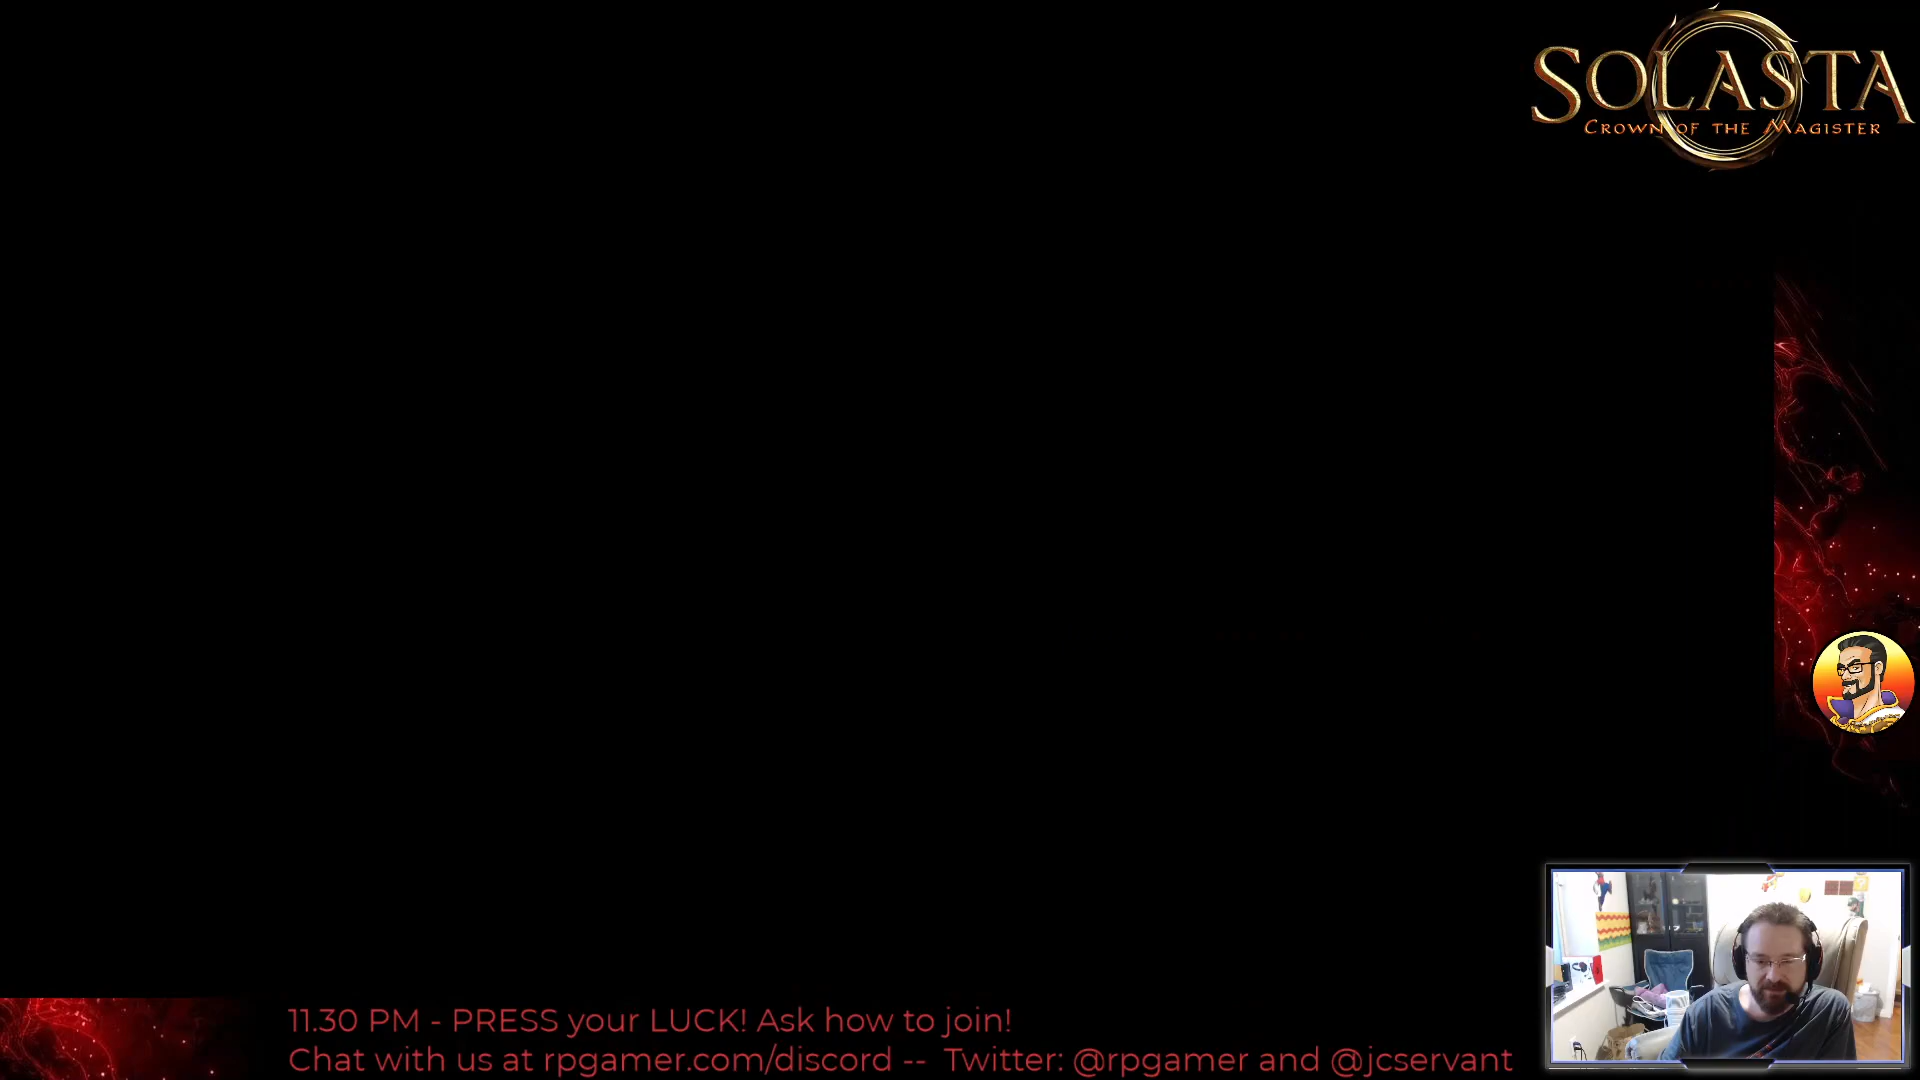 SOLASTA
CROWN OF THE MAGISTER
11.30 PM - PRESS your LUCK! Ask how to join!
Chat with us at rpgamer.com/discord -- Twitter: @rpgamer and @jcservant